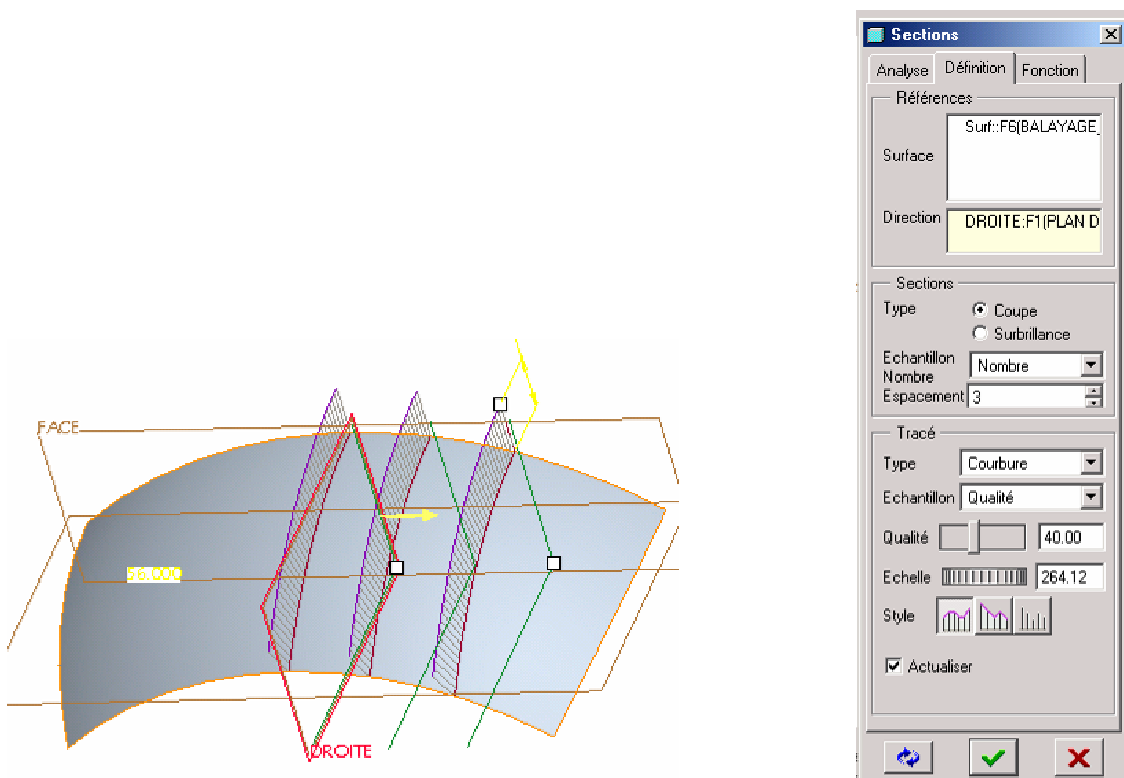 FACE
56.000
DROITE
Sections
Analyse Définition Fonction
Références
Surface
Surf::F6(BALAYAGE_
Direction
DROITE:F1(PLAN D
Sections
Type
Coupe
Surbrillance
Echantillon Nombre
Nombre
Espacement 3
Tracé
Type Courbure
Echantillon Qualité
Qualité 40.00
Echelle 264.12
Style
Actualiser